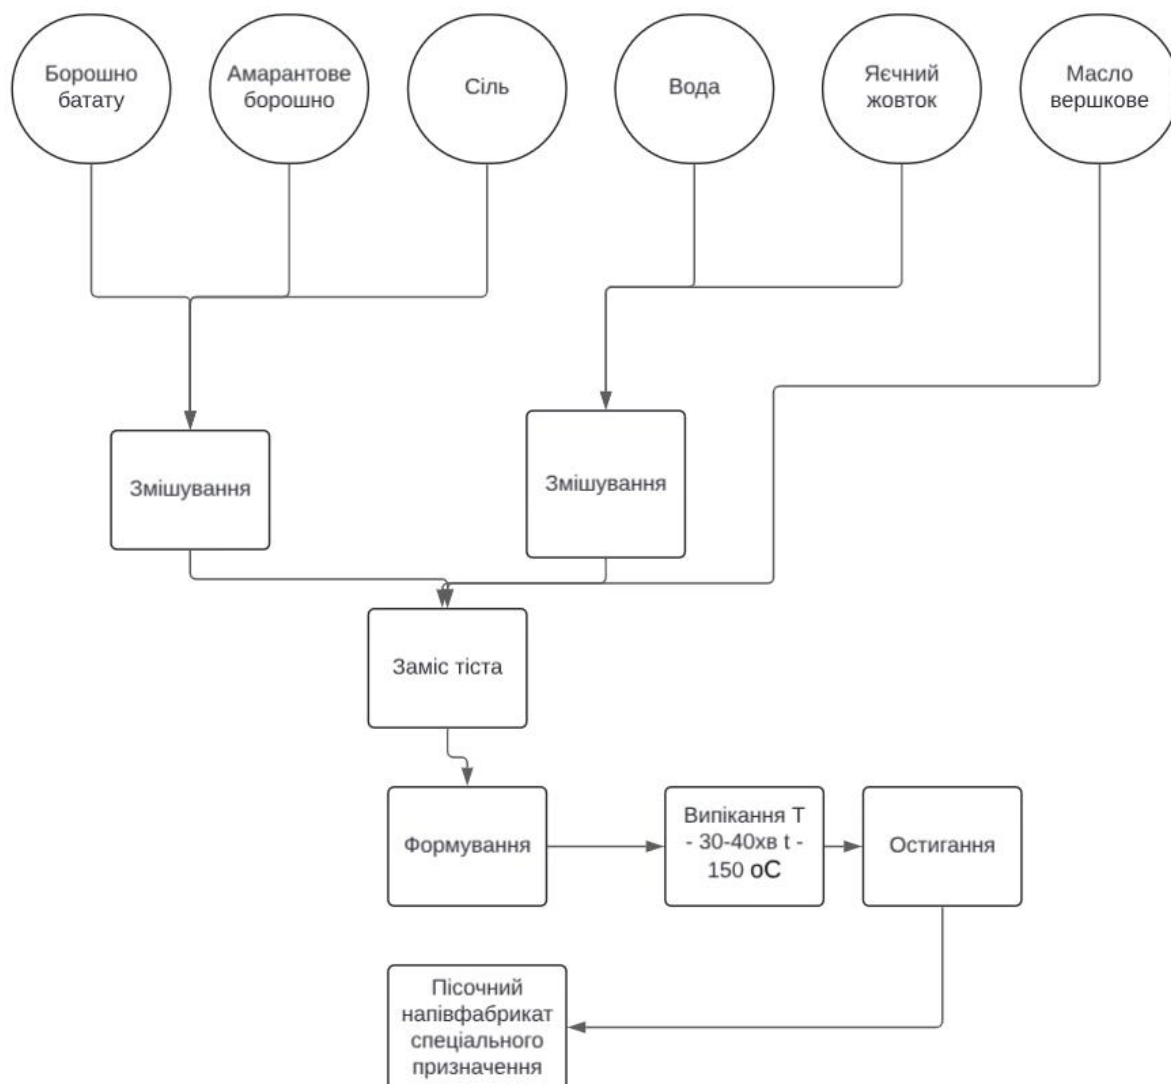 Борошно
батату
Амарантове
борошно
Сіль
Вода
Яєчний
жовток
Масло
вершкове
Змішування
Змішування
Заміс тіста
Формування
Випікання Т
- 30-40хв t -
150 оС
Остигання
Пісочний
напівфабрикат
спеціального
призначення